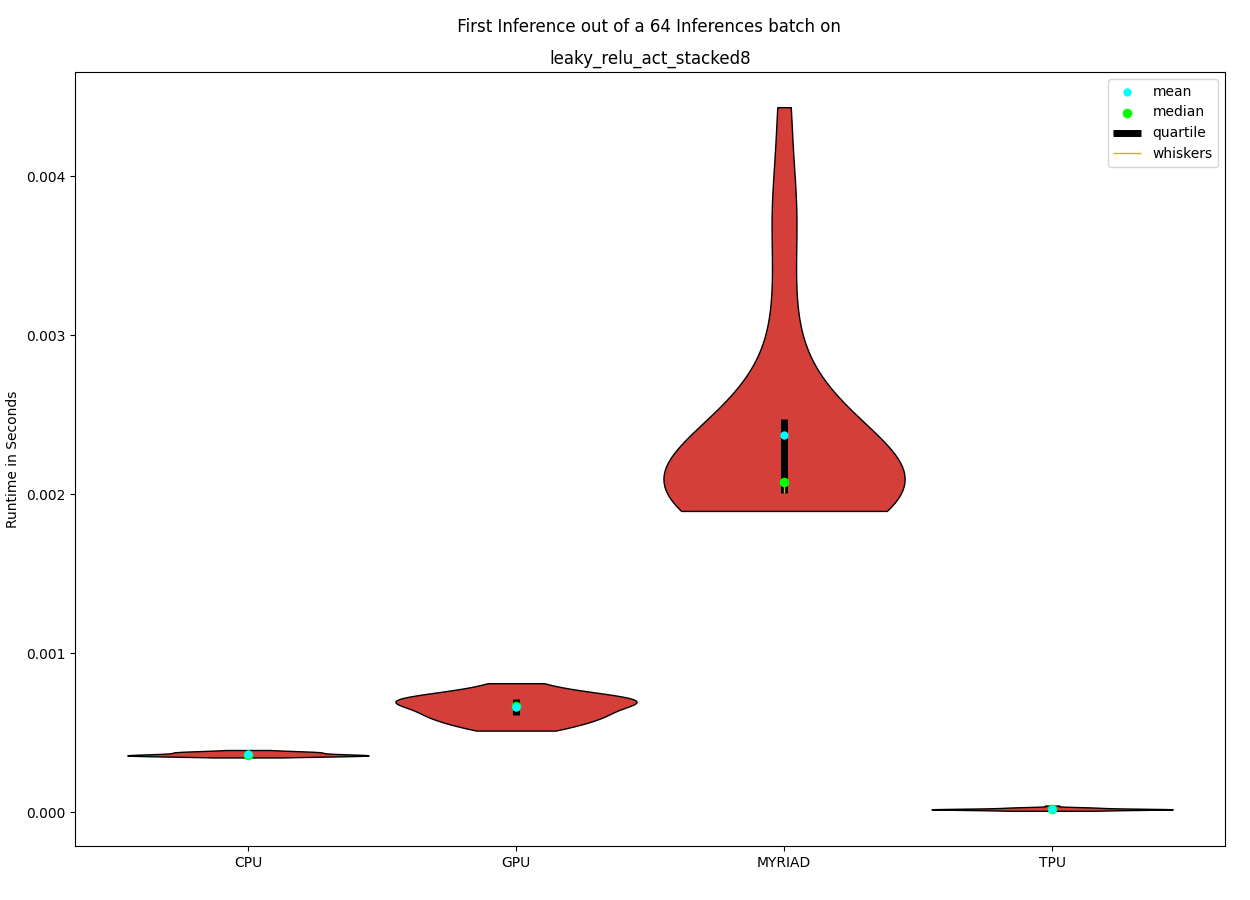 First Inference out of a 64 Inferences batch on
leaky_relu_act_stacked8
mean
median
quartile
whiskers
Runtime in Seconds
0.004
0.003
0.002
0.001
0.000
CPU
GPU
MYRIAD
TPU